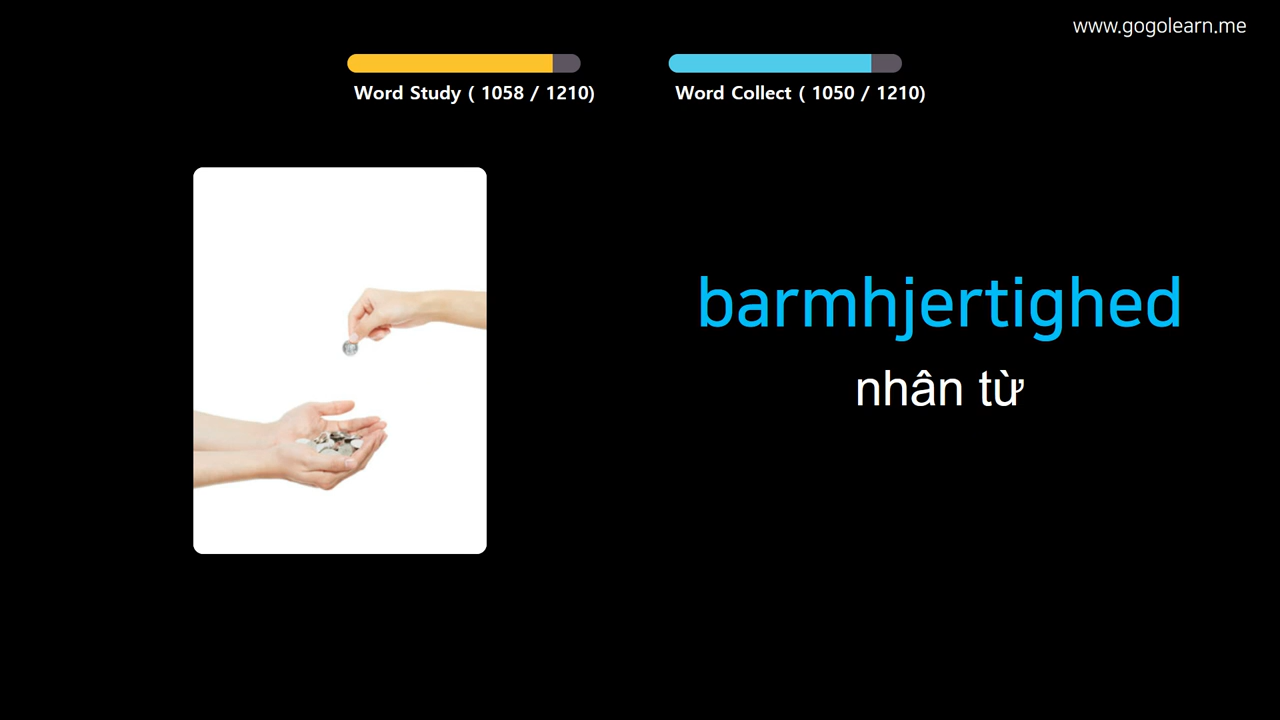 www.gogolearn.me
Word Study ( 1058 / 1210)
Word Collect ( 1050 / 1210)
barmhjertighed
nhân từ